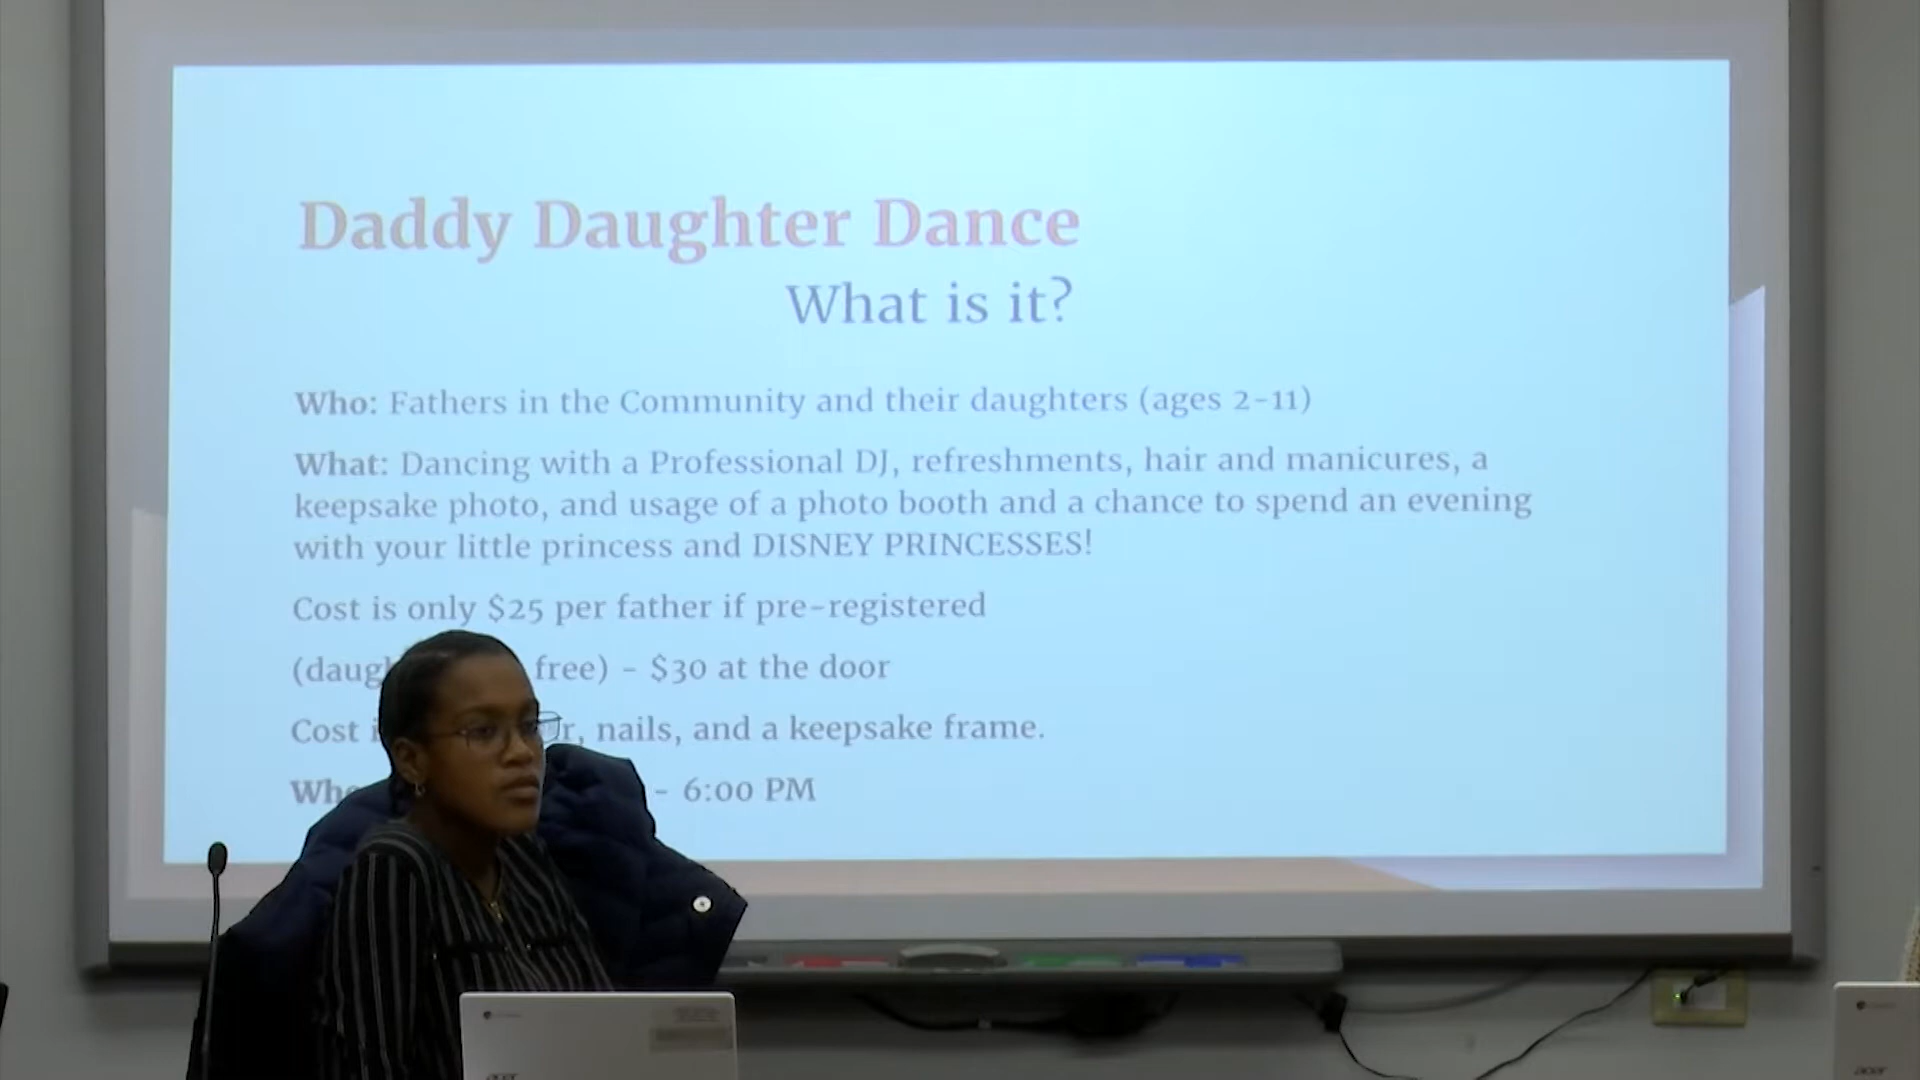 Daddy Daughter Dance
What is it?
Who: Fathers in the Community and their daughters (ages 2-11)
What: Dancing with a Professional DJ, refreshments, hair and manicures, a
keepsake photo, and usage of a photo booth and a chance to spend an evening
with your little princess and DISNEY PRINCESSES!
Cost is only $25 per father if pre-registered
free) - $30 at the door
Cost nails, and a keepsake frame.
- 6:00 PM
acer